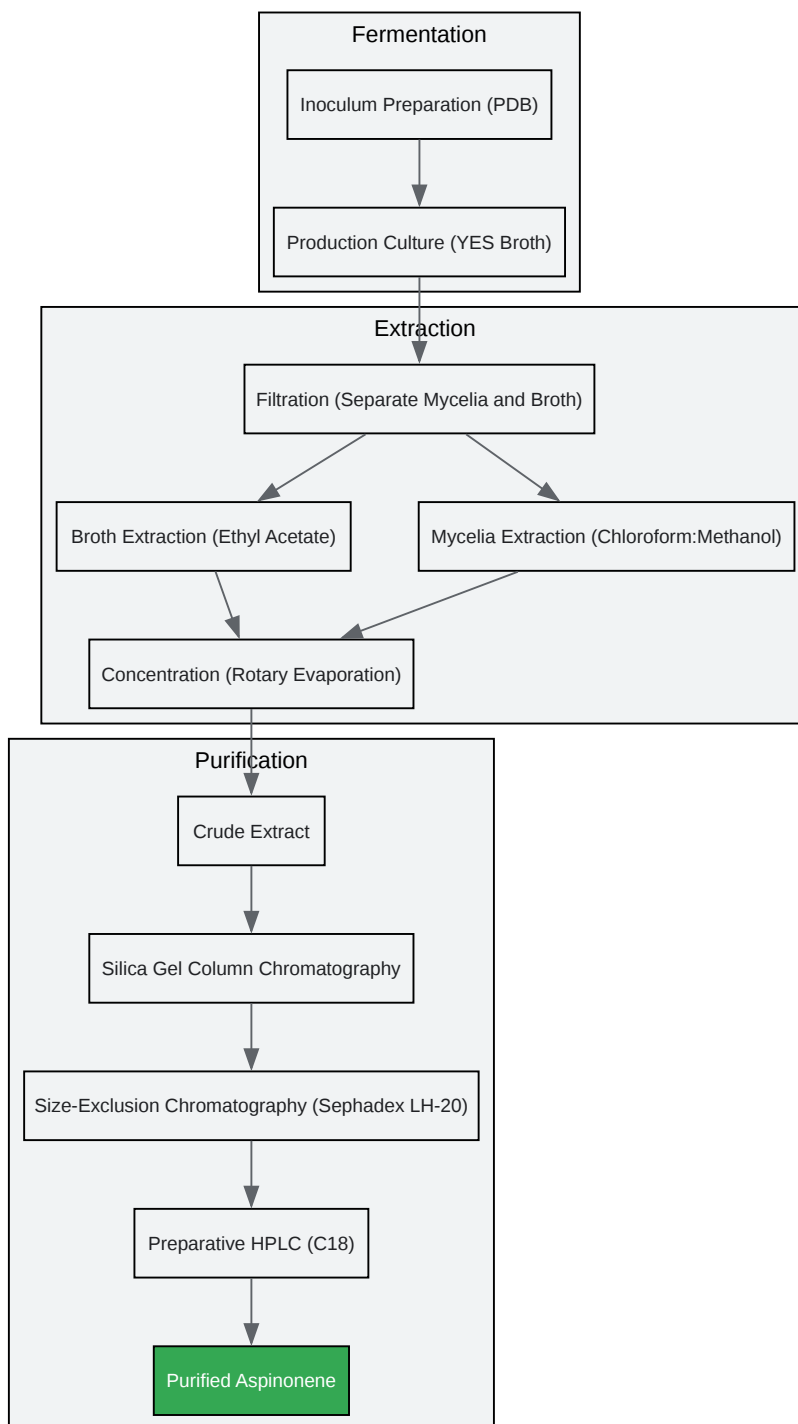 Fermentation
Inoculum Preparation (PDB)
Production Culture (YES Broth)
Extraction
Filtration (Separate Mycelia and Broth)
Broth Extraction (Ethyl Acetate)
Mycelia Extraction (Chloroform:Methanol)
Concentration (Rotary Evaporation)
Purification
Crude Extract
Silica Gel Column Chromatography
Size-Exclusion Chromatography (Sephadex LH-20)
Preparative HPLC (C18)
Purified Aspinonene